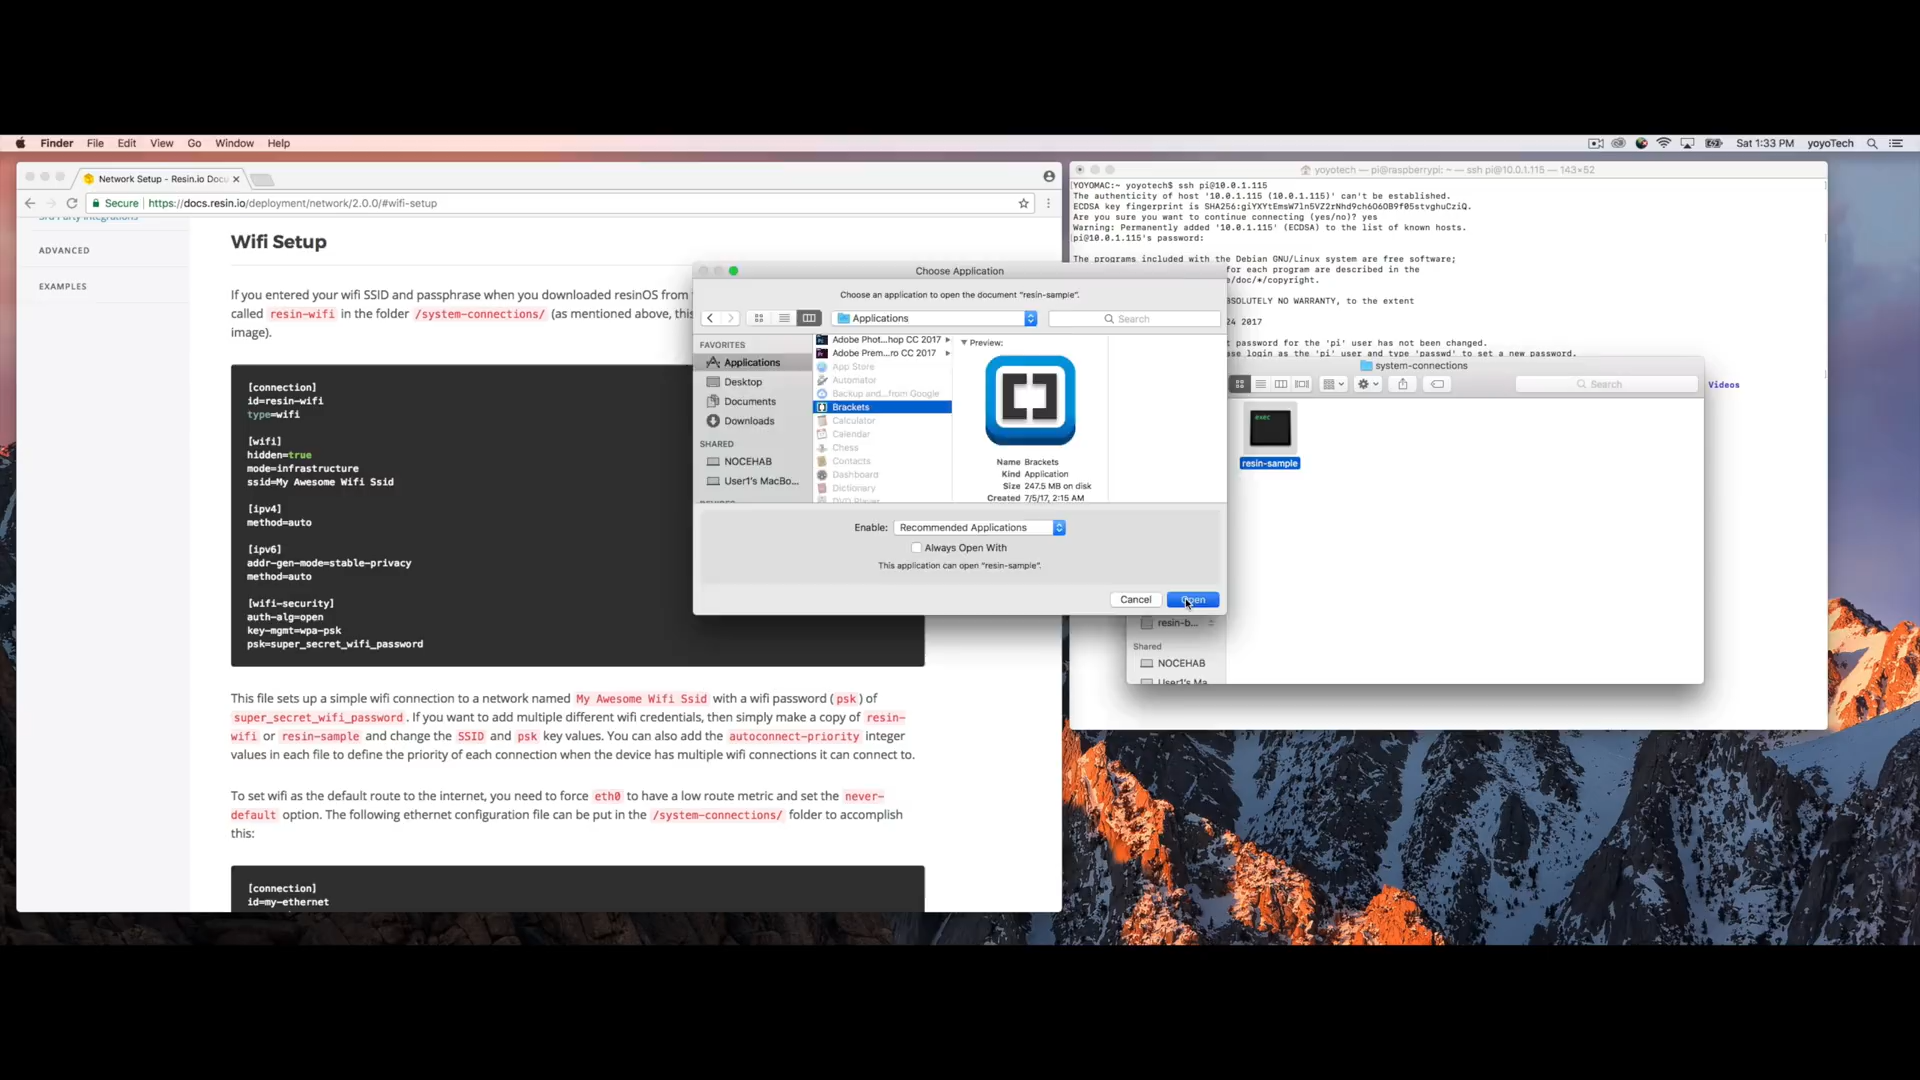 Finder File Edit View Go Window Help
Sat 1:33 PM yoyoTech
Network Setup - Resin.io Docu
Secure https://docs.resin.io/deployment/network/2.0.0/#wifi-setup
3rd Party Integrations
ADVANCED
EXAMPLES
Wifi Setup
If you entered your wifi SSID and passphrase when you downloaded resinOS from
called resin-wifi in the folder /system-connections/ (as mentioned above, this
image).
[connection]
id=resin-wifi
type=wifi
[wifi]
hidden=true
mode=infrastructure
ssid=My Awesome Wifi Ssid
[ipv4]
method=auto
[ipv6]
addr-gen-mode=stable-privacy
method=auto
[wifi-security]
auth-alg=open
key-mgmt=wpa-psk
psk=super_secret_wifi_password
This file sets up a simple wifi connection to a network named My Awesome Wifi Ssid with a wifi password ( psk ) of
super_secret_wifi_password . If you want to add multiple different wifi credentials, then simply make a copy of resin-
wifi or resin-sample and change the SSID and psk key values. You can also add the autoconnect-priority integer
values in each file to define the priority of each connection when the device has multiple wifi connections it can connect to.
To set wifi as the default route to the internet, you need to force eth0 to have a low route metric and set the never-
default option. The following ethernet configuration file can be put in the /system-connections/ folder to accomplish
this:
[connection]
id=my-ethernet
Choose Application
Choose an application to open the document “resin-sample”.
Applications
Search
FAVORITES
Applications
Desktop
Documents
Downloads
SHARED
NOCEHAB
User1's MacBo...
DEVICES
Adobe Phot...hop CC 2017
Adobe Prem...ro CC 2017
App Store
Automator
Backup and...from Google
Brackets
Calculator
Calendar
Chess
Contacts
Dashboard
Dictionary
DVD Player
Preview:
Name Brackets
Kind Application
Size 247.5 MB on disk
Created 7/5/17, 2:15 AM
Enable: Recommended Applications
Always Open With
This application can open “resin-sample”.
Cancel Open
yoyotech — pi@raspberrypi: ~ — ssh pi@10.0.1.115 — 143×52
[YOYOMAC:~ yoyotech$ ssh pi@10.0.1.115
The authenticity of host '10.0.1.115 (10.0.1.115)' can't be established.
ECDSA key fingerprint is SHA256:giYXYtEmsW7ln5VZ2rNhd9ch6O6OB9f05stvghuCziQ.
Are you sure you want to continue connecting (yes/no)? yes
Warning: Permanently added '10.0.1.115' (ECDSA) to the list of known hosts.
[pi@10.0.1.115's password:
The programs included with the Debian GNU/Linux system are free software;
for each program are described in the
e/doc/*/copyright.
BSOLUTELY NO WARRANTY, to the extent
24 2017
password for the 'pi' user has not been changed.
se login as the 'pi' user and type 'passwd' to set a new password.
system-connections
Search
Videos
exec
resin-sample
resin-b...
Shared
NOCEHAB
User1's Ma...